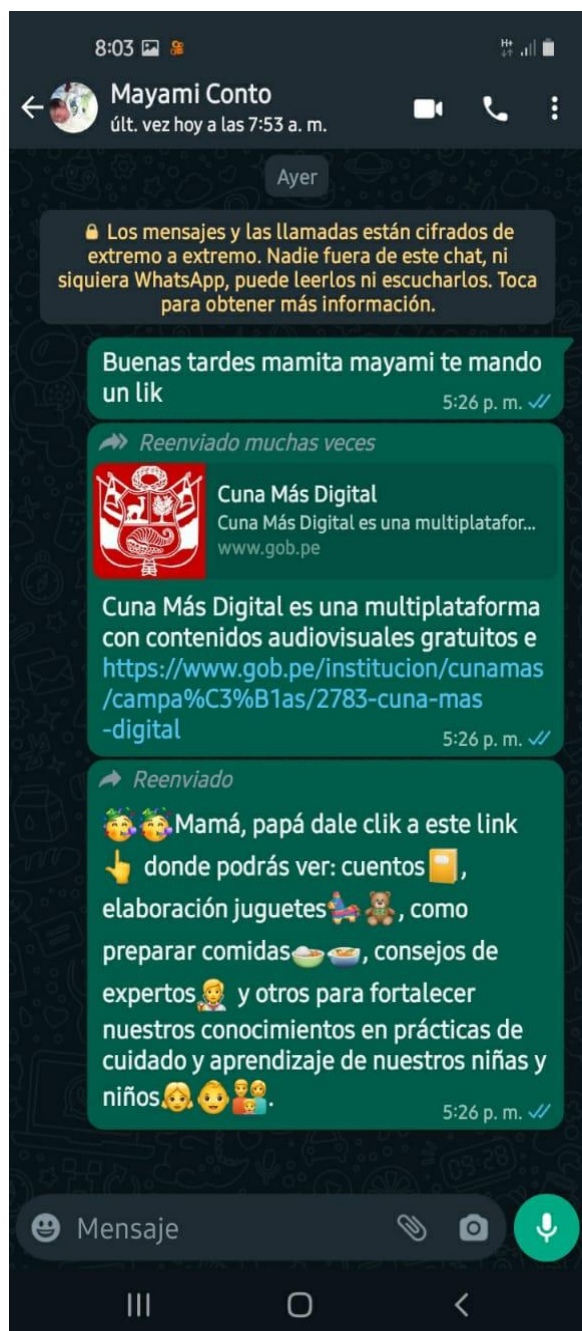 8:03
Mayami Conto
últ. vez hoy a las 7:53 a. m.
Ayer
Los mensajes y las llamadas están cifrados de
extremo a extremo. Nadie fuera de este chat, ni
siquiera WhatsApp, puede leerlos ni escucharlos. Toca
para obtener más información.
Buenas tardes mamita mayami te mando
un lik
5:26 p. m.
Reenviado muchas veces
Cuna Más Digital
Cuna Más Digital es una multiplatafor...
www.gob.pe
Cuna Más Digital es una multiplataforma
con contenidos audiovisuales gratuitos e
https://www.gob.pe/institucion/cunamas
/campa%C3%B1as/2783-cuna-mas
-digital
5:26 p. m.
Reenviado
🥳🥳Mamá, papá dale clik a este link
👆 donde podrás ver: cuentos📔,
elaboración juguetes🪅🧸, como
preparar comidas🍚🍲, consejos de
expertos🧑‍⚕️ y otros para fortalecer
nuestros conocimientos en prácticas de
cuidado y aprendizaje de nuestros niñas y
niños👧👶👨‍👩‍👦.
5:26 p. m.
Mensaje